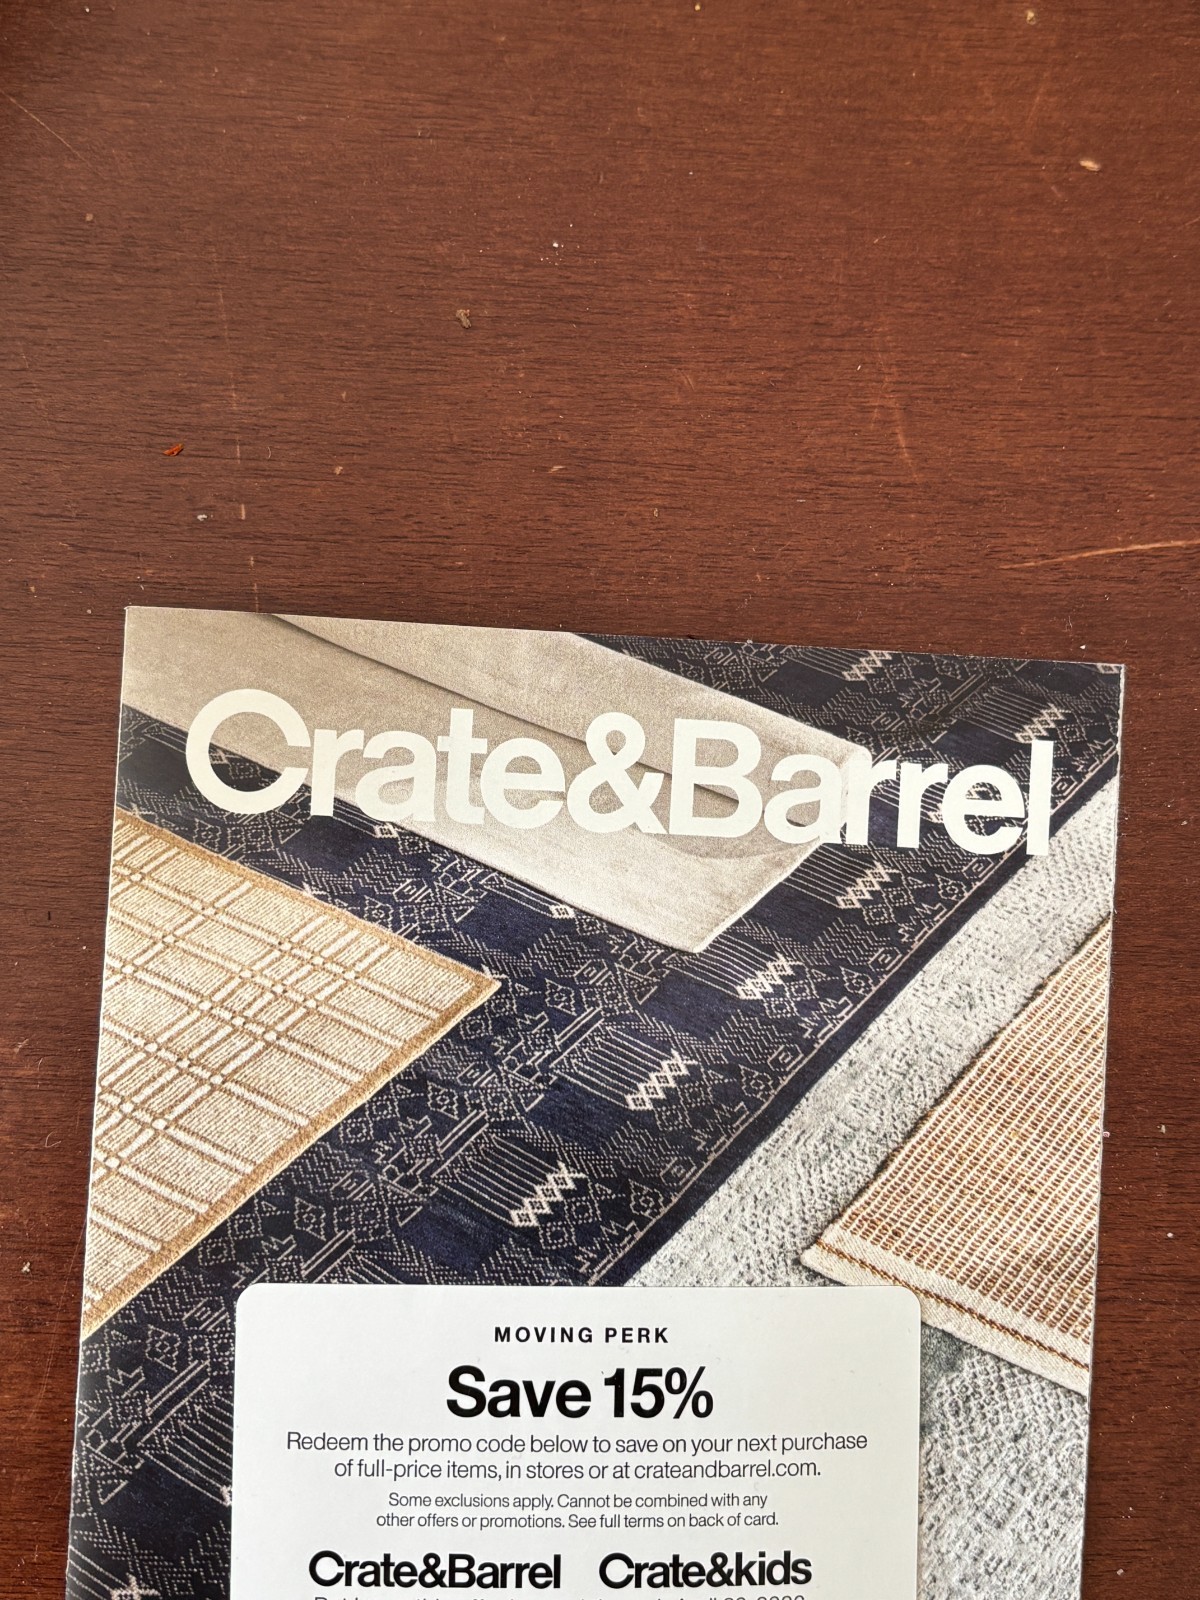 Crate&Barrel
MOVING PERK
Save 15%
Redeem the promo code below to save on your next purchase
of full-price items, in stores or at crateandbarrel.com.
Some exclusions apply. Cannot be combined with any
other offers or promotions. See full terms on back of card.
Crate&Barrel Crate&kids